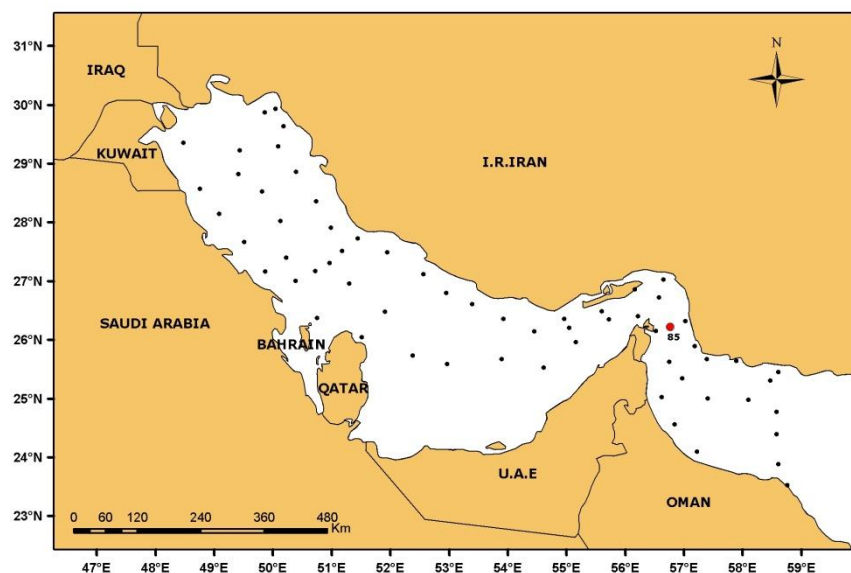 31°N
30°N
29°N
28°N
27°N
26°N
25°N
24°N
23°N
IRAQ
KUWAIT
I.R.IRAN
N
SAUDI ARABIA
BAHRAIN
QATAR
85
U.A.E
OMAN
0 60 120 240 360 480
Km
47°E 48°E 49°E 50°E 51°E 52°E 53°E 54°E 55°E 56°E 57°E 58°E 59°E